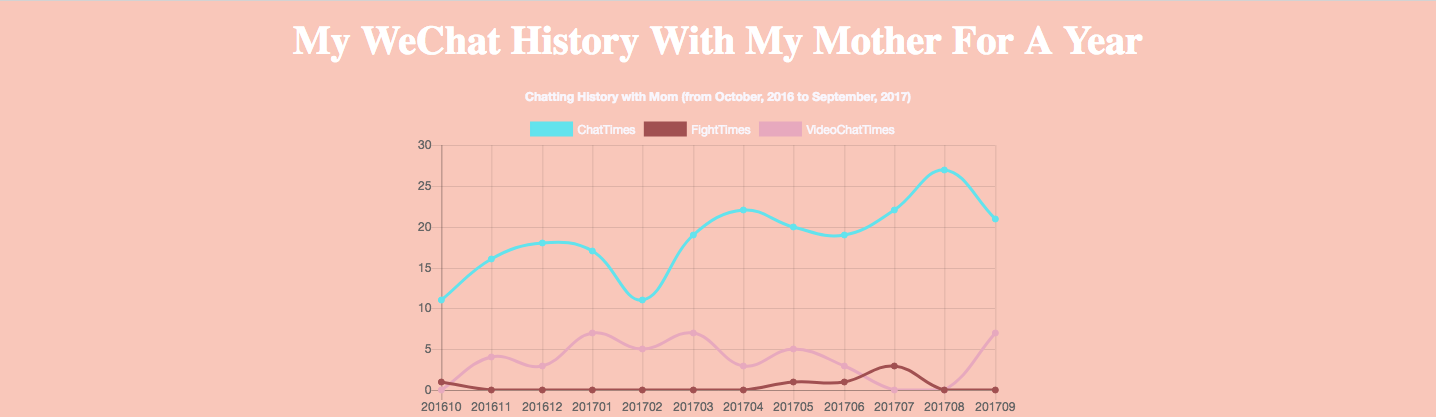 My WeChat History With My Mother For A Year
Chatting History with Mom (from October, 2016 to September, 2017)
ChatTimes FightTimes VideoChatTimes
30
25
20
15
10
5
0
201610 201611 201612 201701 201702 201703 201704 201705 201706 201707 201708 201709